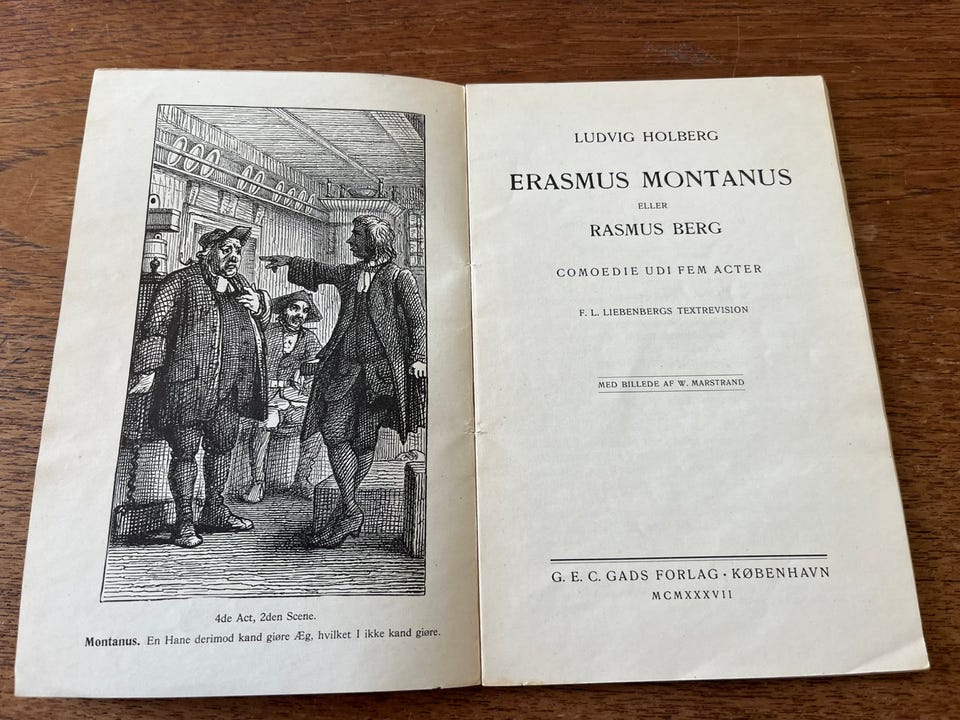 4de Act, 2den Scene.
Montanus. En Hane derimod kand giøre Æg, hvilket I ikke kand giøre.
LUDVIG HOLBERG
ERASMUS MONTANUS
ELLER
RASMUS BERG
COMOEDIE UDI FEM ACTER
F. L. LIEBENBERGS TEXTREVISION
MED BILLEDE AF W. MARSTRAND
G. E. C. GADS FORLAG · KØBENHAVN
MCMXXXVII